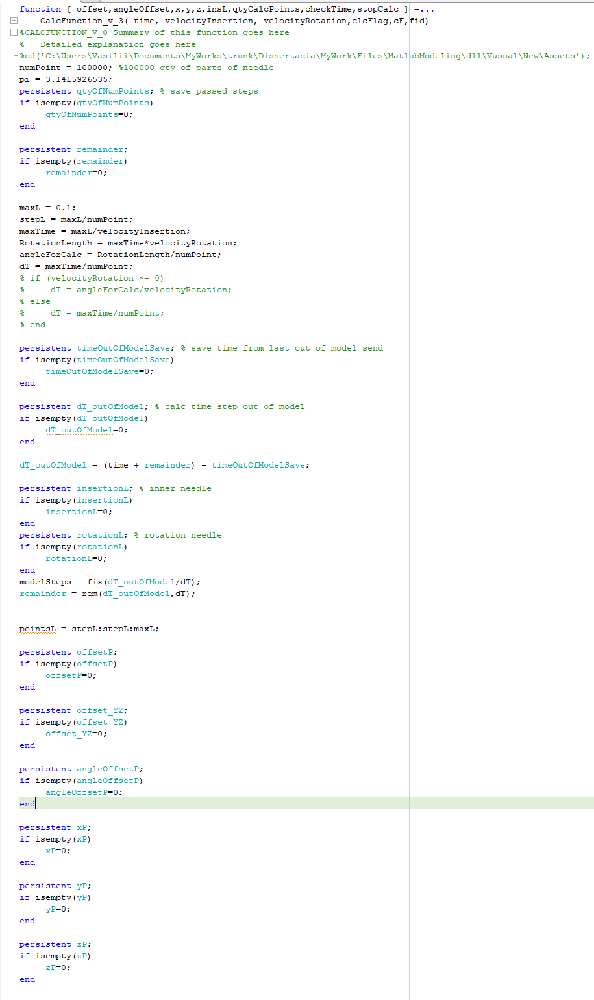 function [ offset,angleOffset,x,y,z,insL,qtyCalcPoints,checkTime,stopCalc ] =...
    CalcFunction_v_3( time, velocityInsertion, velocityRotation,clcFlag,cF,fid)
%CALCFUNCTION_V_0 Summary of this function goes here
%   Detailed explanation goes here
%cd('C:\Users\Vasilii\Documents\MyWorks\trunk\Dissertacia\MyWork\Files\MatlabModeling\dll\Vusual\New\Assets');
numPoint = 100000; %100000 qty of parts of needle
pi = 3.1415926535;
persistent qtyOfNumPoints; % save passed steps
if isempty(qtyOfNumPoints)
     qtyOfNumPoints=0;
end

persistent remainder;
if isempty(remainder)
     remainder=0;
end

maxL = 0.1;
stepL = maxL/numPoint;
maxTime = maxL/velocityInsertion;
RotationLength = maxTime*velocityRotation;
angleForCalc = RotationLength/numPoint;
dT = maxTime/numPoint;
% if (velocityRotation ~= 0)
%     dT = angleForCalc/velocityRotation;
% else
%     dT = maxTime/numPoint;
% end

persistent timeOutOfModelSave; % save time from last out of model send
if isempty(timeOutOfModelSave)
     timeOutOfModelSave=0;
end

persistent dT_outOfModel; % calc time step out of model
if isempty(dT_outOfModel)
     dT_outOfModel=0;
end

dT_outOfModel = (time + remainder) - timeOutOfModelSave;

persistent insertionL; % inner needle
if isempty(insertionL)
     insertionL=0;
end
persistent rotationL; % rotation needle
if isempty(rotationL)
     rotationL=0;
end
modelSteps = fix(dT_outOfModel/dT);
remainder = rem(dT_outOfModel,dT);


pointsL = stepL:stepL:maxL;

persistent offsetP;
if isempty(offsetP)
     offsetP=0;
end

persistent offset_YZ;
if isempty(offset_YZ)
     offset_YZ=0;
end

persistent angleOffsetP;
if isempty(angleOffsetP)
     angleOffsetP=0;
end

persistent xP;
if isempty(xP)
     xP=0;
end

persistent yP;
if isempty(yP)
     yP=0;
end

persistent zP;
if isempty(zP)
     zP=0;
end